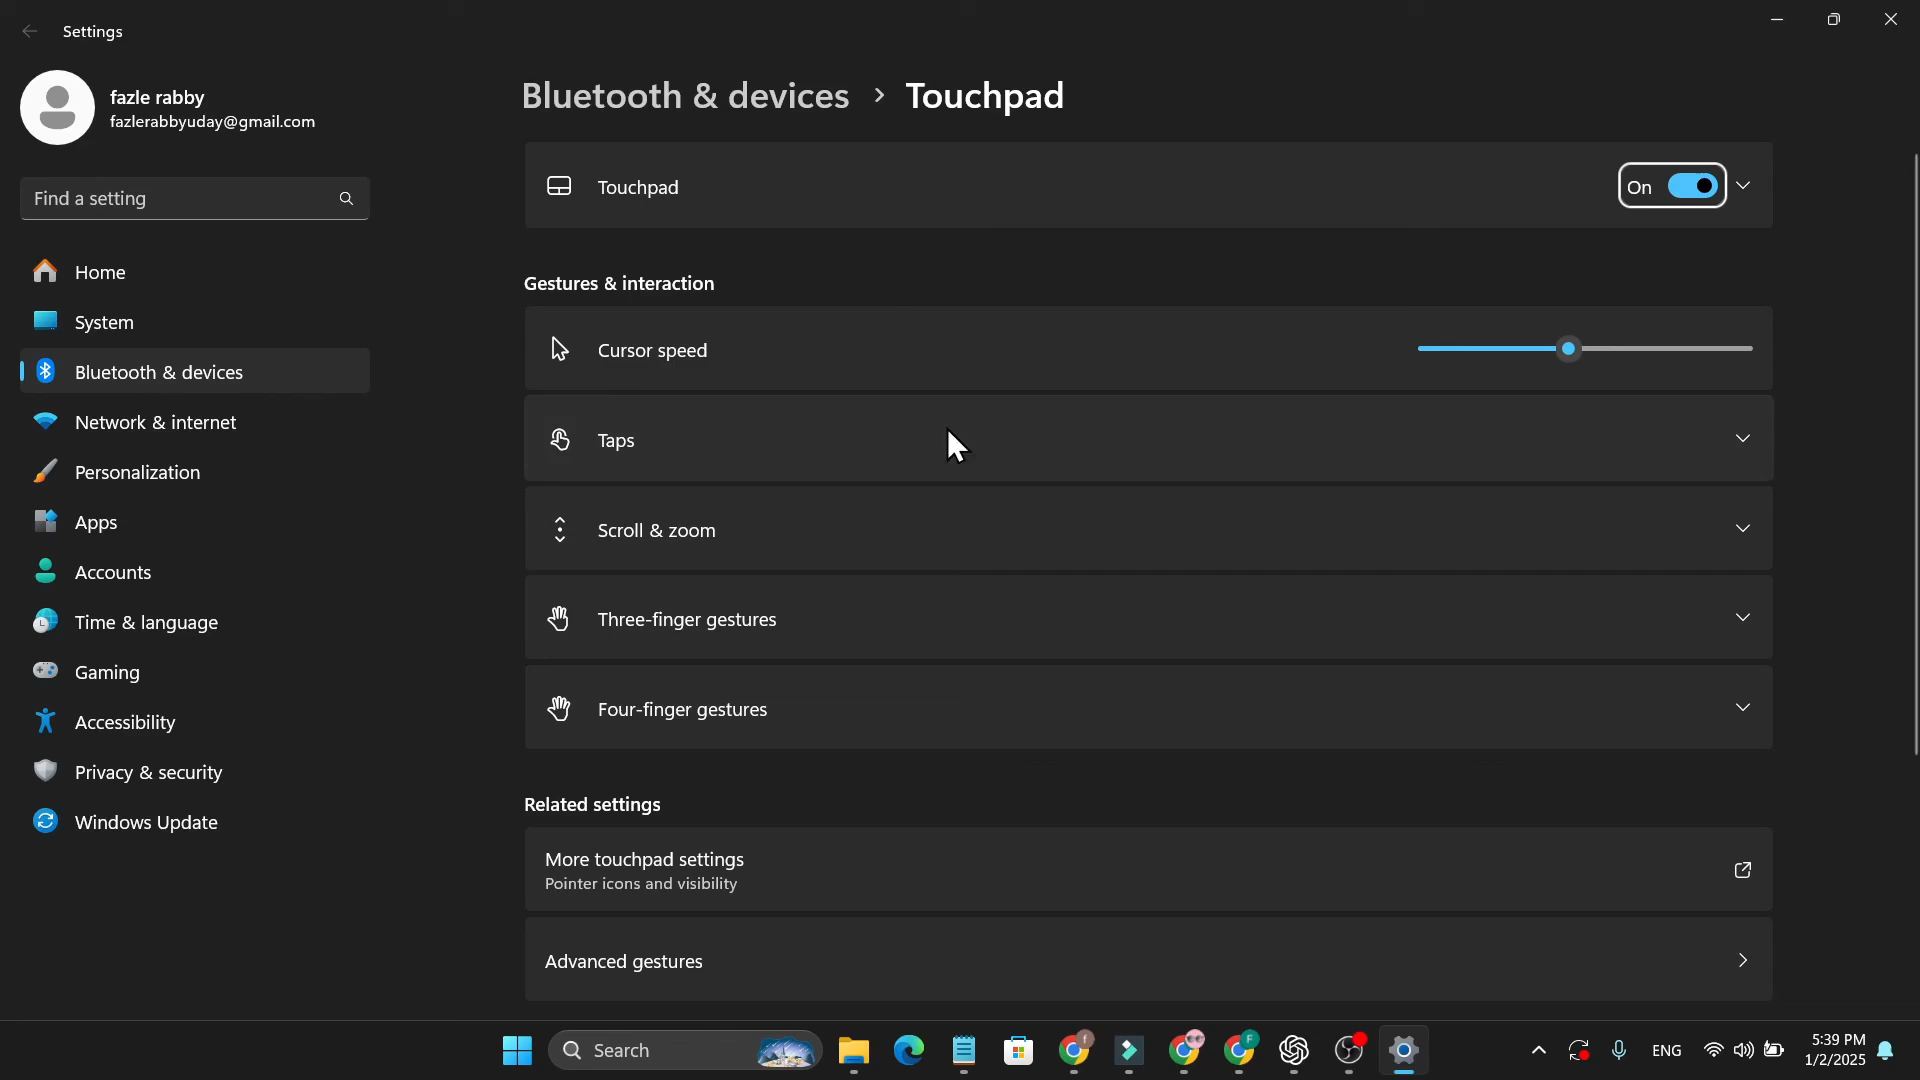 Settings
fazle rabby
fazlerabbyuday@gmail.com
Find a setting
Home
System
Bluetooth & devices
Network & internet
Personalization
Apps
Accounts
Time & language
Gaming
Accessibility
Privacy & security
Windows Update
Bluetooth & devices > Touchpad
Touchpad
On
Gestures & interaction
Cursor speed
Taps
Scroll & zoom
Three-finger gestures
Four-finger gestures
Related settings
More touchpad settings
Pointer icons and visibility
Advanced gestures
Search
f
F
ENG
5:39 PM
1/2/2025